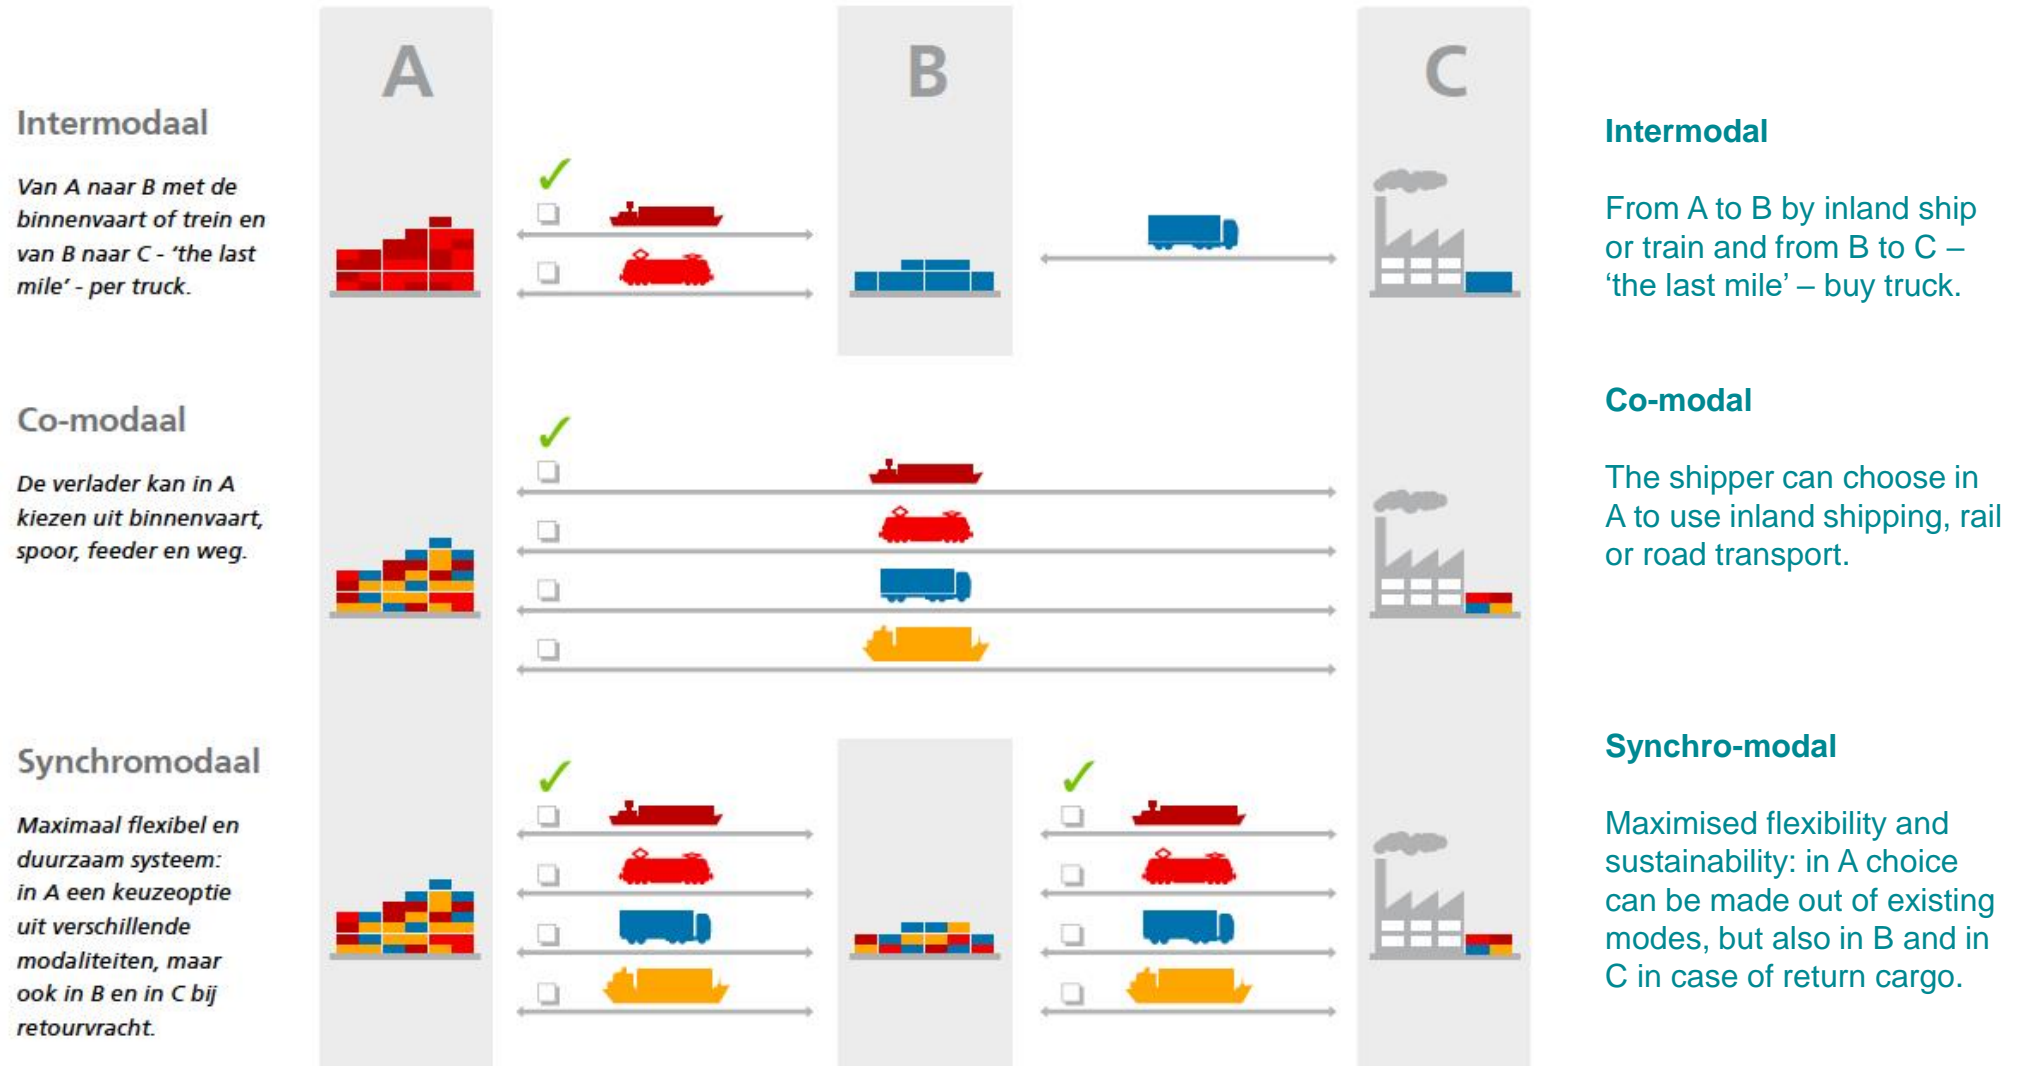 A
B
C
Intermodaal
Van A naar B met de
binnenvaart of trein en
van B naar C - ‘the last
mile’ - per truck.
Intermodal
From A to B by inland ship
or train and from B to C –
‘the last mile’ – buy truck.
Co-modaal
De verlader kan in A
kiezen uit binnenvaart,
spoor, feeder en weg.
Co-modal
The shipper can choose in
A to use inland shipping, rail
or road transport.
Synchromodaal
Maximaal flexibel en
duurzaam systeem:
in A een keuzeoptie
uit verschillende
modaliteiten, maar
ook in B en in C bij
retourvracht.
Synchro-modal
Maximised flexibility and
sustainability: in A choice
can be made out of existing
modes, but also in B and in
C in case of return cargo.